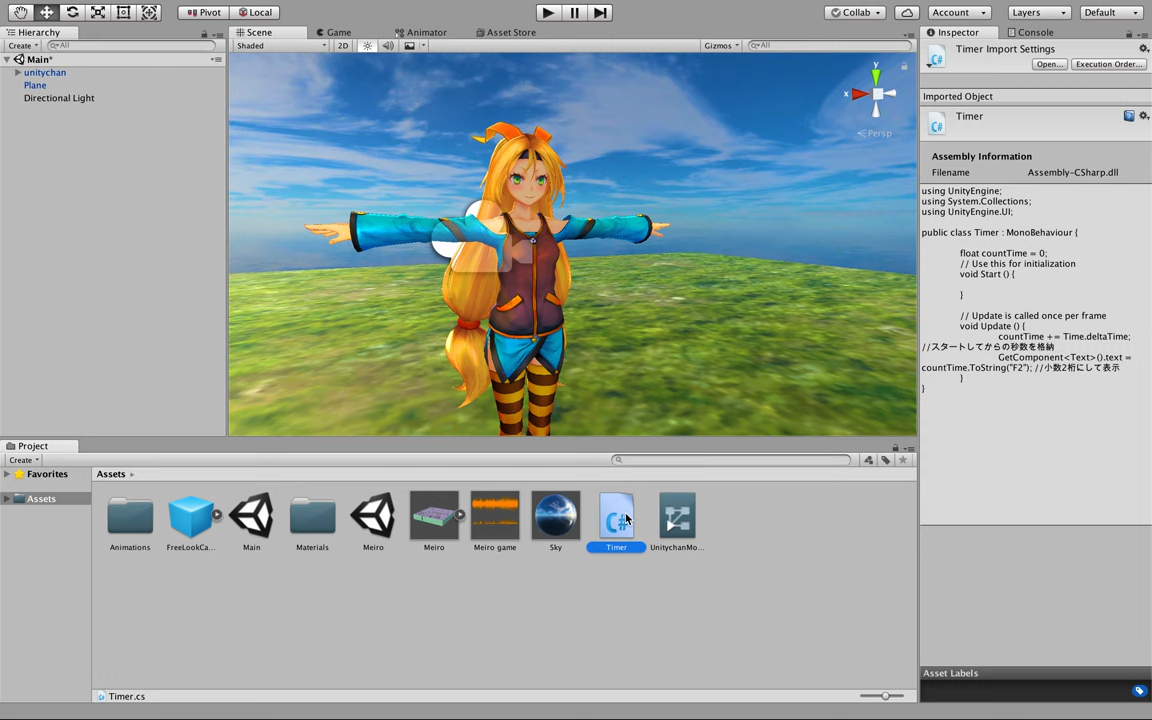 Pivot
Local
Collab
Account
Layers
Default
Hierarchy
Scene
Game
Animator
Asset Store
Inspector
Console
Create
All
Shaded
2D
Gizmos
All
Main*
unitychan
Plane
Directional Light
y
x
Persp
Timer Import Settings
Open...
Execution Order...
Imported Object
C#
Timer
Assembly Information
Filename
Assembly-CSharp.dll
using UnityEngine;
using System.Collections;
using UnityEngine.UI;
public class Timer : MonoBehaviour {
float countTime = 0;
// Use this for initialization
void Start () {
}
// Update is called once per frame
void Update () {
countTime += Time.deltaTime;
//スタートしてからの秒数を格納
GetComponent<Text>().text =
countTime.ToString("F2"); //小数2桁にして表示
}
}
Project
Create
Favorites
Assets
Assets
C#
Animations
FreeLookCa...
Main
Materials
Meiro
Meiro
Meiro game
Sky
Timer
UnitychanMo...
Timer.cs
Asset Labels